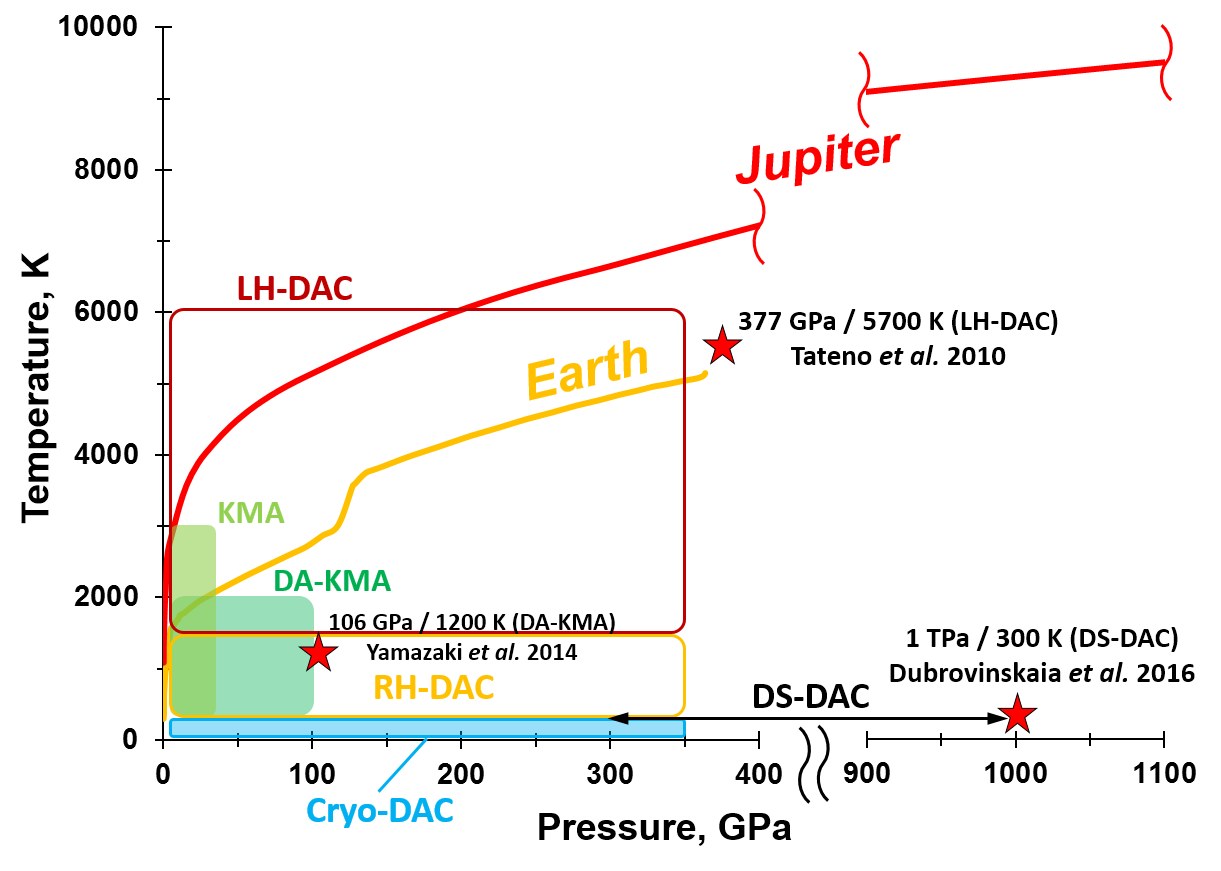 10000
8000
6000
4000
2000
0
Temperature, K
Jupiter
LH-DAC
Earth
377 GPa / 5700 K (LH-DAC)
Tateno et al. 2010
KMA
DA-KMA
106 GPa / 1200 K (DA-KMA)
Yamazaki et al. 2014
RH-DAC
1 TPa / 300 K (DS-DAC)
Dubrovinskaia et al. 2016
DS-DAC
0 100 200 300 400 900 1000 1100
Cryo-DAC
Pressure, GPa